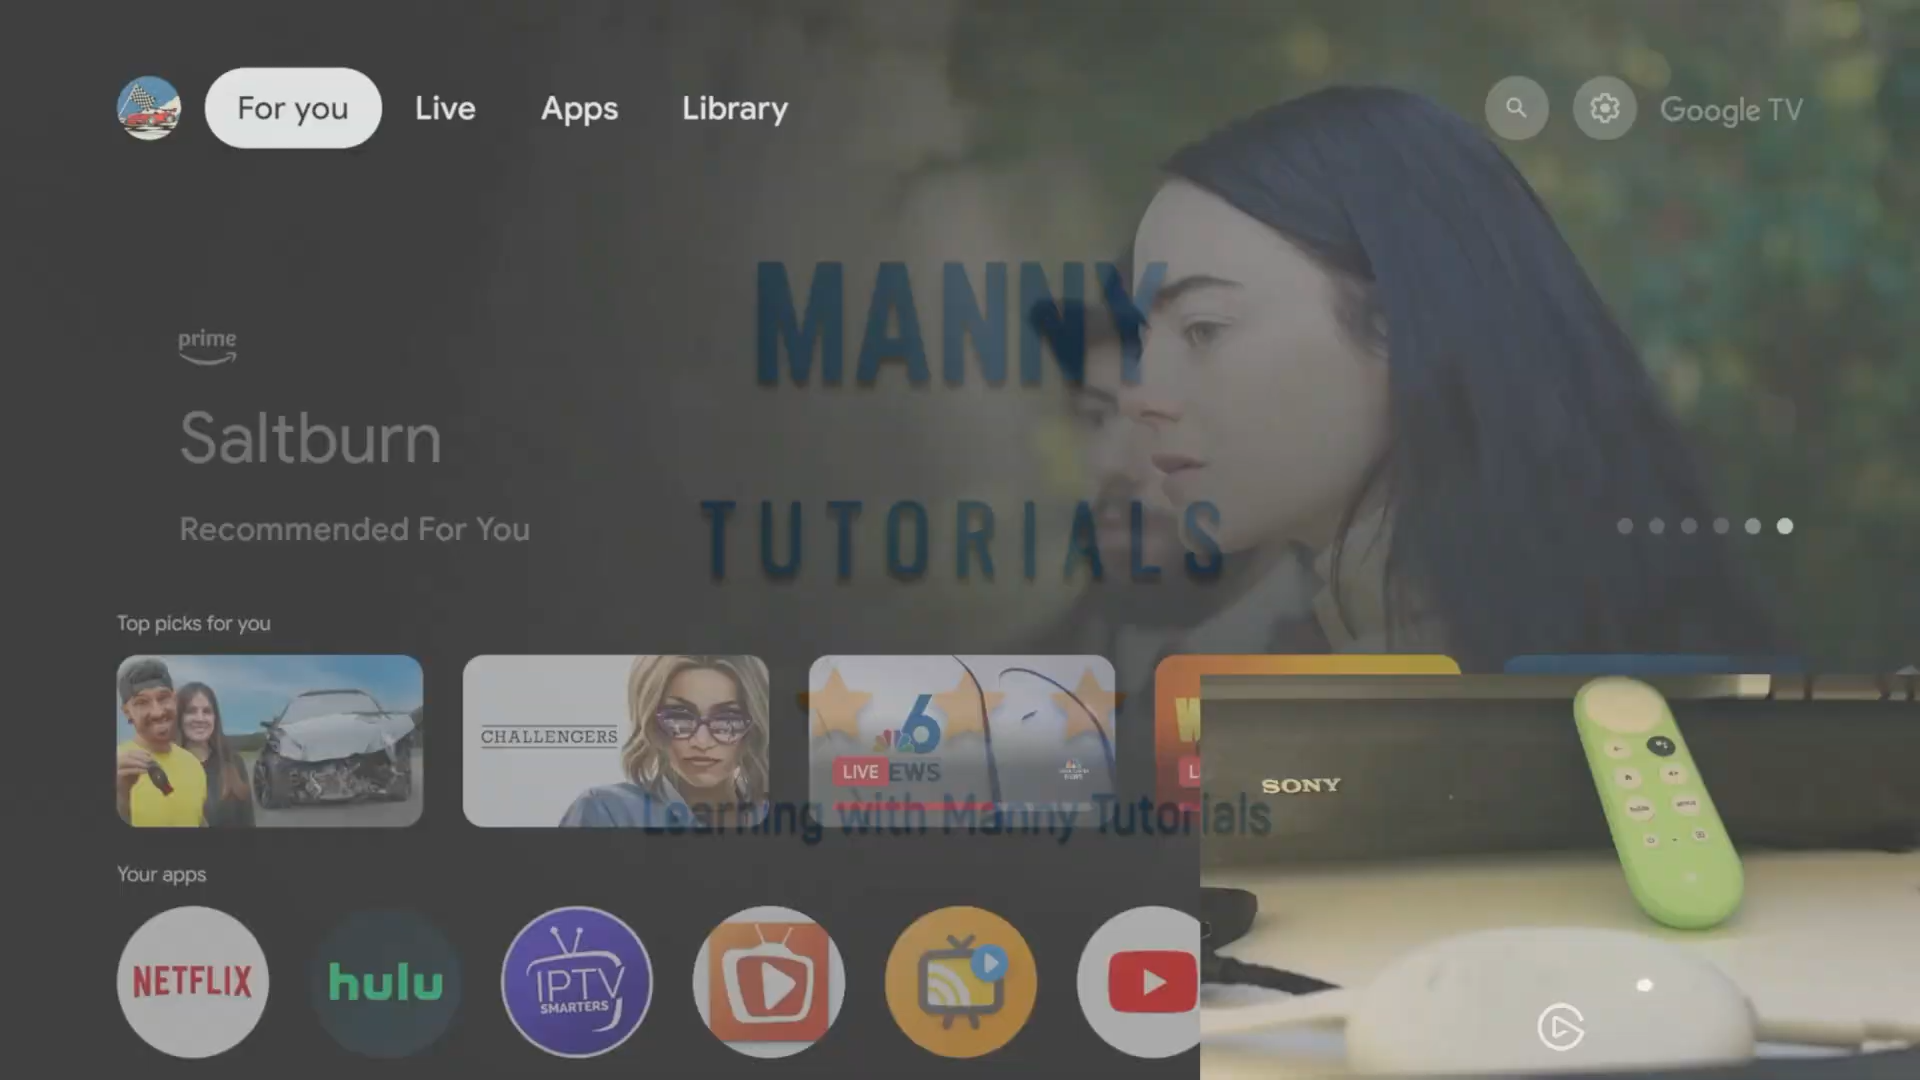 For you
Live
Apps
Library
Google TV
MANNY
prime
Saltburn
TUTORIALS
Recommended For You
Top picks for you
CHALLENGERS
6
LIVE
EWS
Learning with Manny Tutorials
SONY
Your apps
NETFLIX
hulu
IPTV
SMARTERS